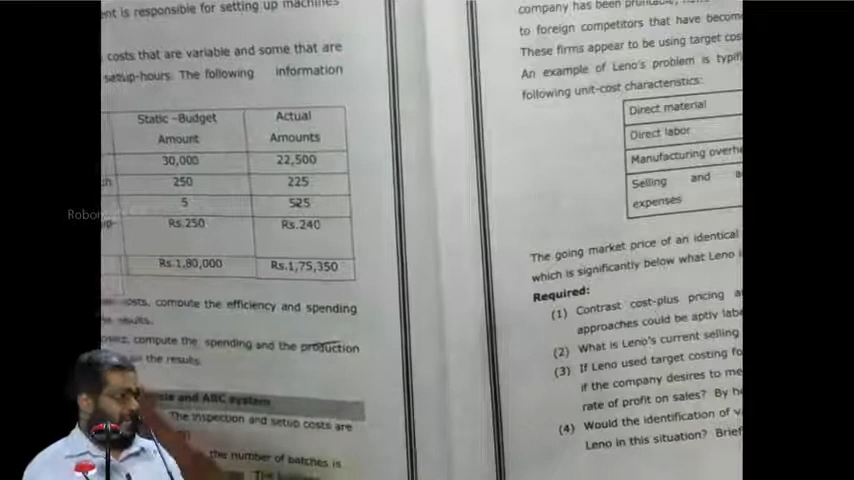 ent is responsible for setting up machines
costs that are variable and some that are
setup-hours. The following information
Static –Budget Amount
Actual Amounts
30,000 22,500
250 225
5 525
Rs.250 Rs.240
Rs.1,80,000 Rs.1,75,350
costs, compute the efficiency and spending
results.
compute the spending and the production
the results.
and ABC system
The inspection and setup costs are
the number of batches is
company has been
to foreign competitors that have become
These firms appear to be using target
An example of Leno's problem is
following unit-cost characteristics:
Direct material
Direct labor
Manufacturing
Selling and
expenses
The going market price of an identical
which is significantly below what Leno
Required:
(1) Contrast cost-plus pricing
approaches could be aptly
(2) What is Leno's current selling
(3) If Leno used target costing
if the company desires to
rate of profit on sales? By
(4) Would the identification of
Leno in this situation?